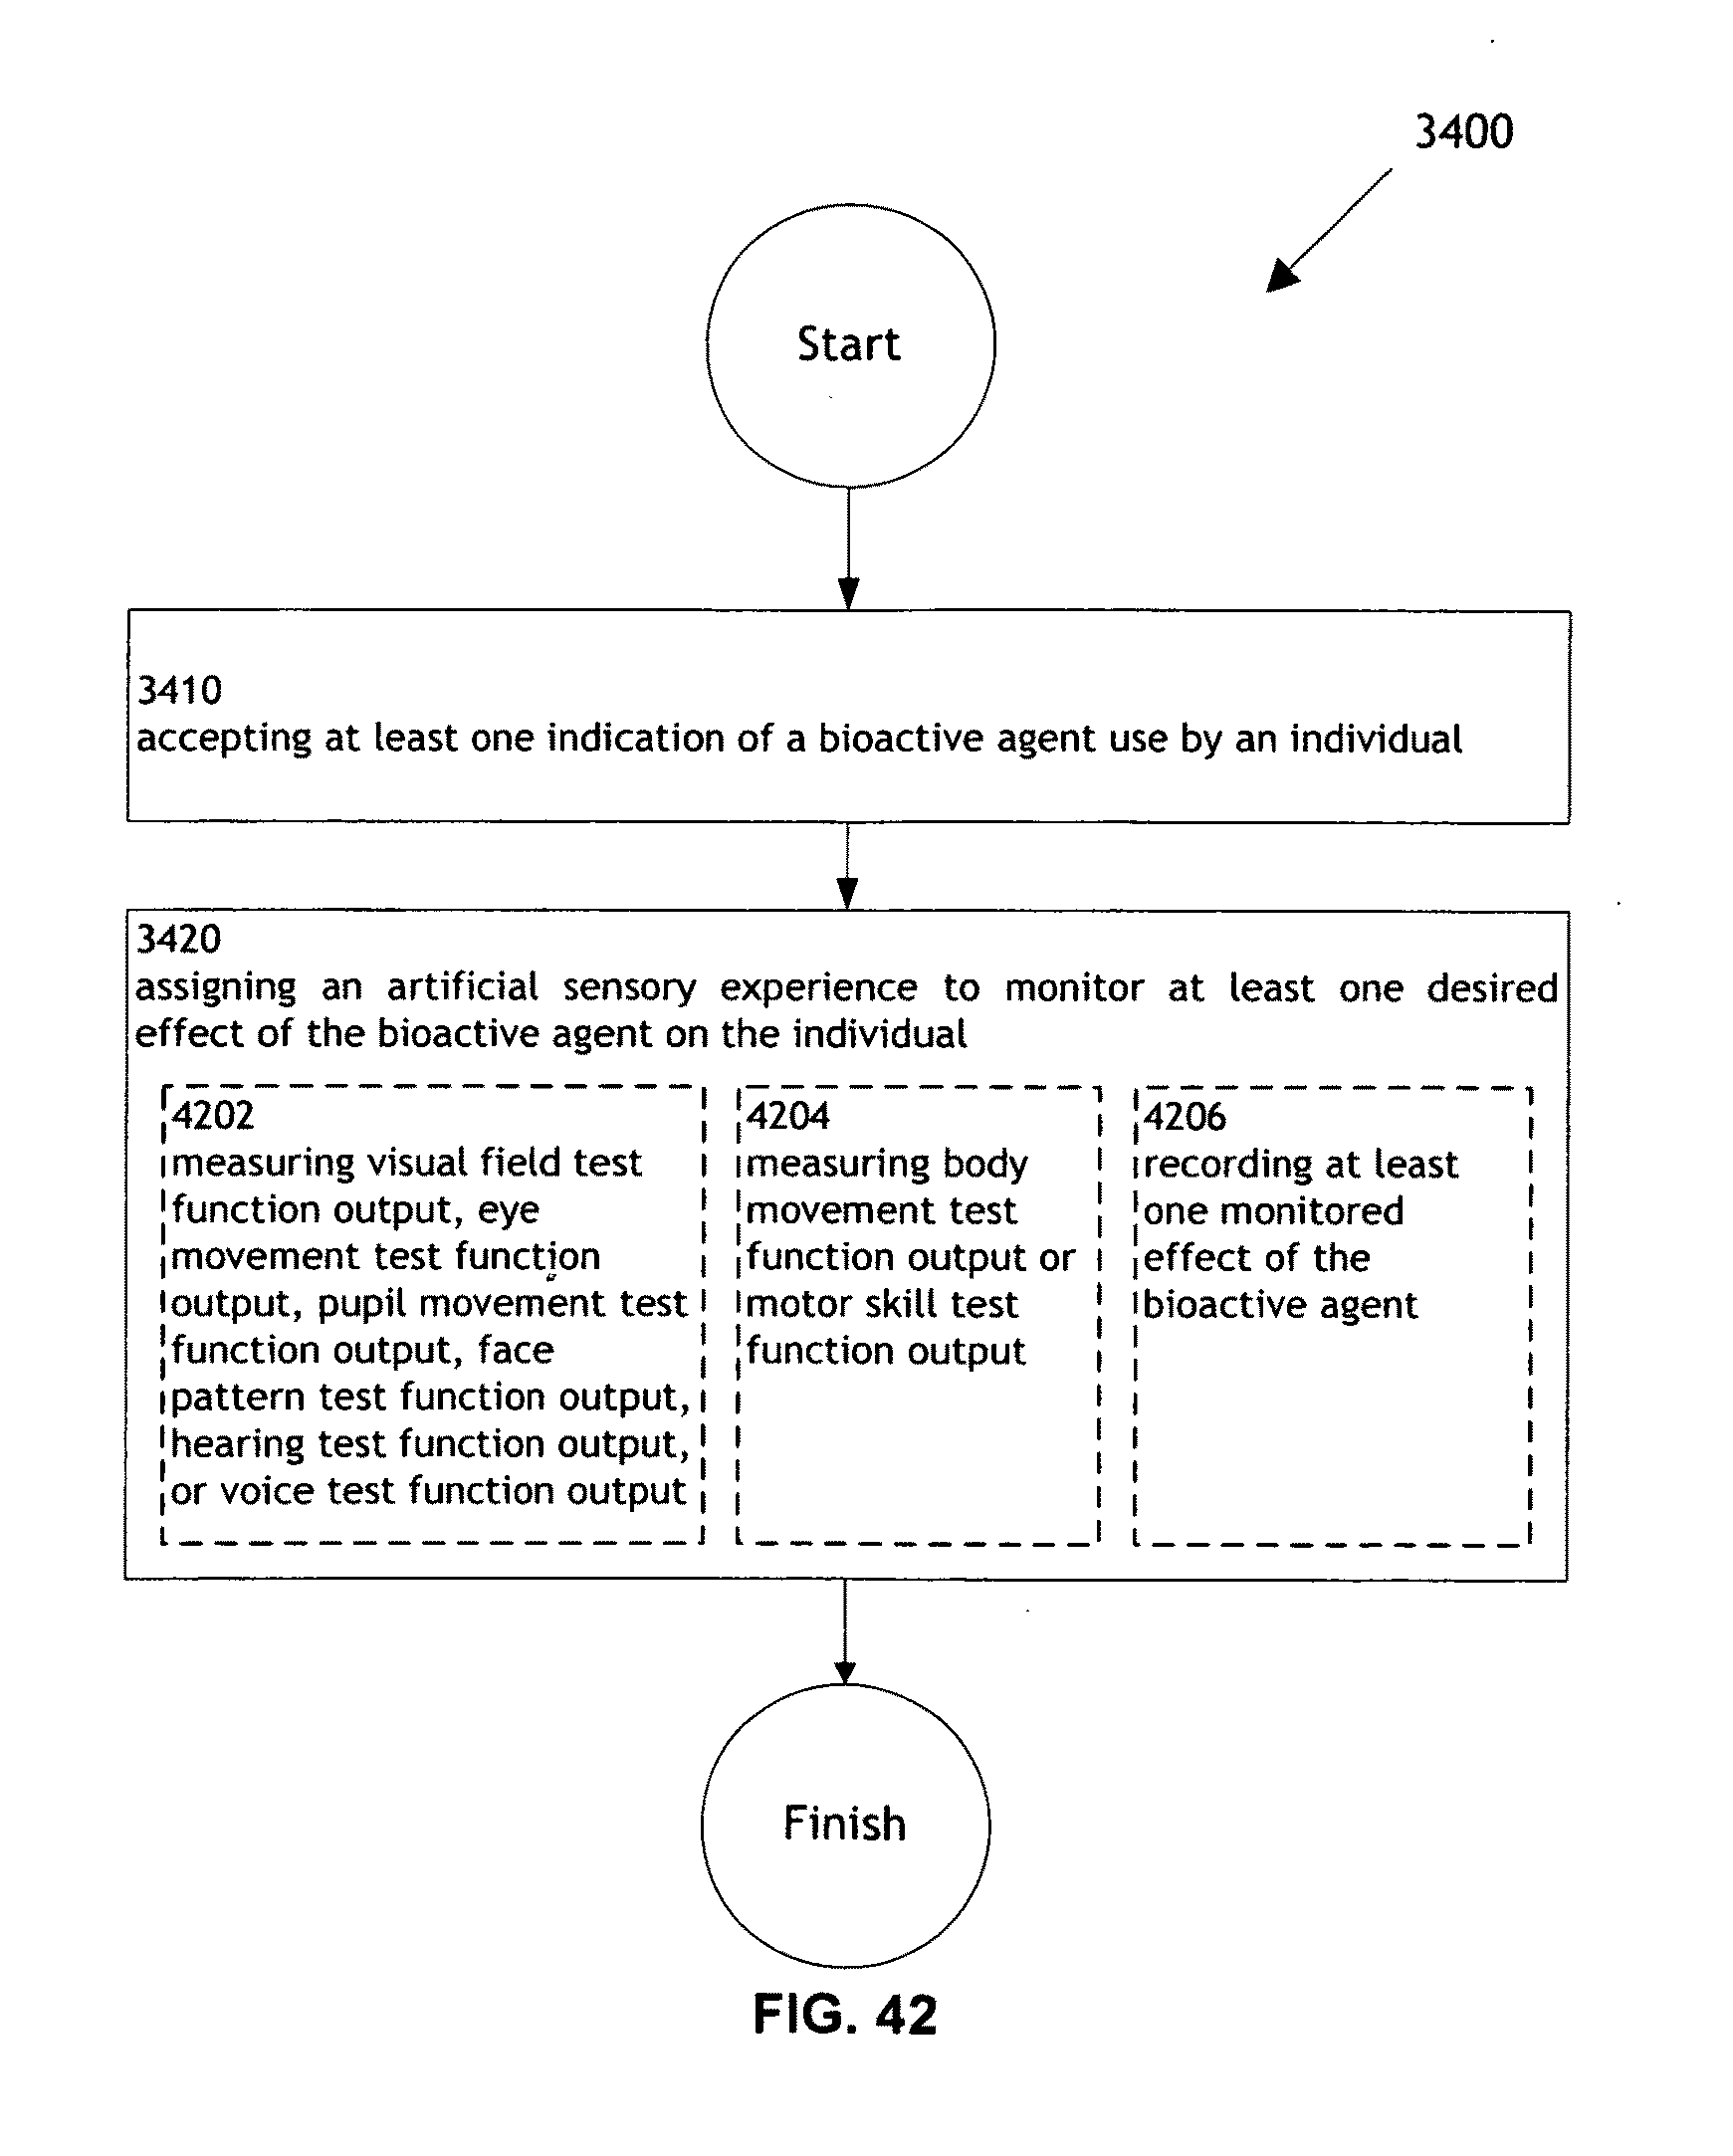 3400
Start
3410
accepting at least one indication of a bioactive agent use by an individual
3420
assigning an artificial sensory experience to monitor at least one desired
effect of the bioactive agent on the individual
4202
measuring visual field test
function output, eye
movement test function
output, pupil movement test
function output, face
pattern test function output,
hearing test function output,
or voice test function output
4204
measuring body
movement test
function output or
motor skill test
function output
4206
recording at least
one monitored
effect of the
bioactive agent
Finish
FIG. 42